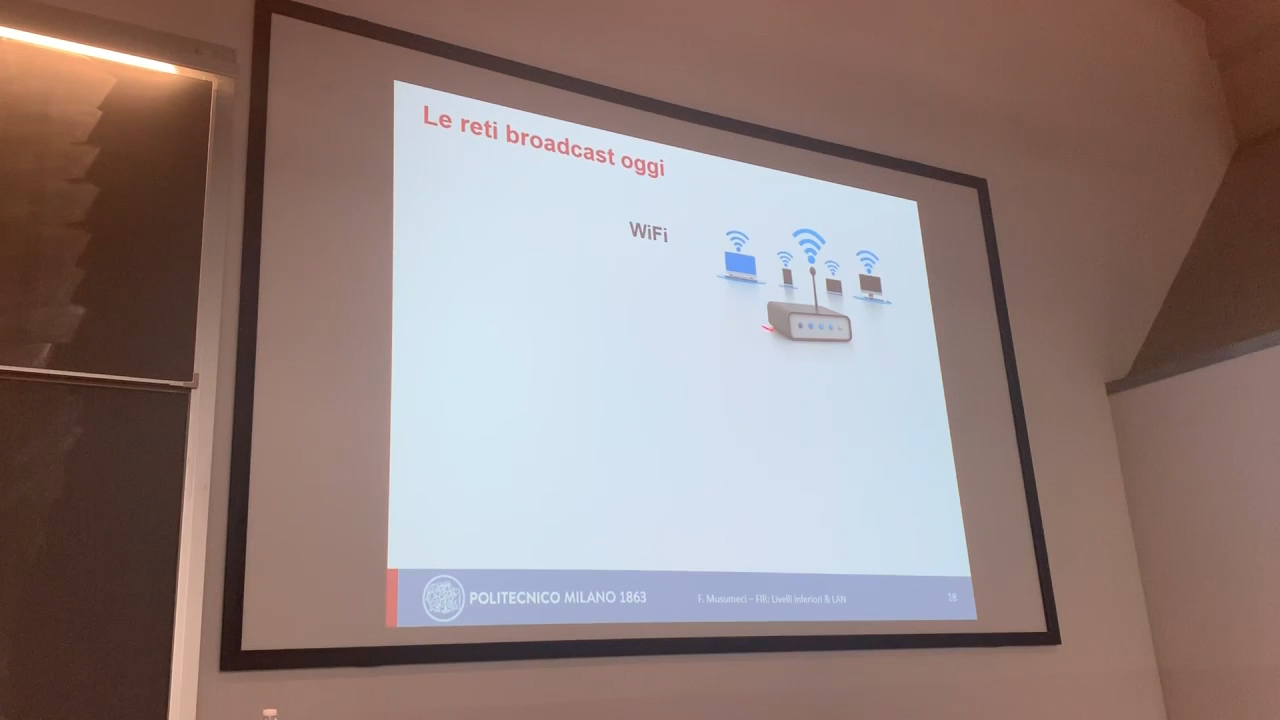 Le reti broadcast oggi
WiFi
POLITECNICO MILANO 1863
F. Musumeci – FIR: Livelli inferiori & LAN
18